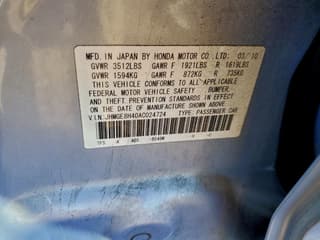 MFD. IN JAPAN BY HONDA MOTOR CO., LTD. 03/10
GVWR 3512LBS GAWR F 1921LBS R 1619LBS
GVWR 1594KG GAWR F 872KG R 735KG
THIS VEHICLE CONFORMS TO ALL APPLICABLE
FEDERAL MOTOR VEHICLE SAFETY, BUMPER,
AND THEFT PREVENTION STANDARDS IN EFFECT
ON THE DATE OF MANUFACTURE SHOWN ABOVE.
V.I.N. JHMGE8H40AC024724 TYPE: PASSENGER CAR